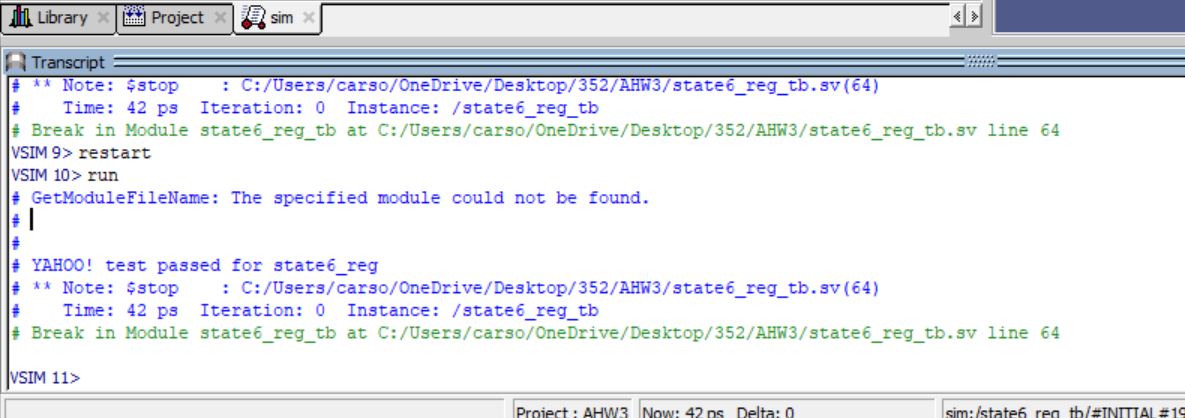 Library Project sim
Transcript
# ** Note: $stop    : C:/Users/carso/OneDrive/Desktop/352/AHW3/state6_reg_tb.sv(64)
#    Time: 42 ps  Iteration: 0  Instance: /state6_reg_tb
# Break in Module state6_reg_tb at C:/Users/carso/OneDrive/Desktop/352/AHW3/state6_reg_tb.sv line 64
VSIM 9> restart
VSIM 10> run
# GetModuleFileName: The specified module could not be found.
#
#
# YAHOO! test passed for state6_reg
# ** Note: $stop    : C:/Users/carso/OneDrive/Desktop/352/AHW3/state6_reg_tb.sv(64)
#    Time: 42 ps  Iteration: 0  Instance: /state6_reg_tb
# Break in Module state6_reg_tb at C:/Users/carso/OneDrive/Desktop/352/AHW3/state6_reg_tb.sv line 64
VSIM 11>
Project : AHW3 Now: 42 ps Delta: 0 sim:/state6_reg_tb/#INITIAL#19